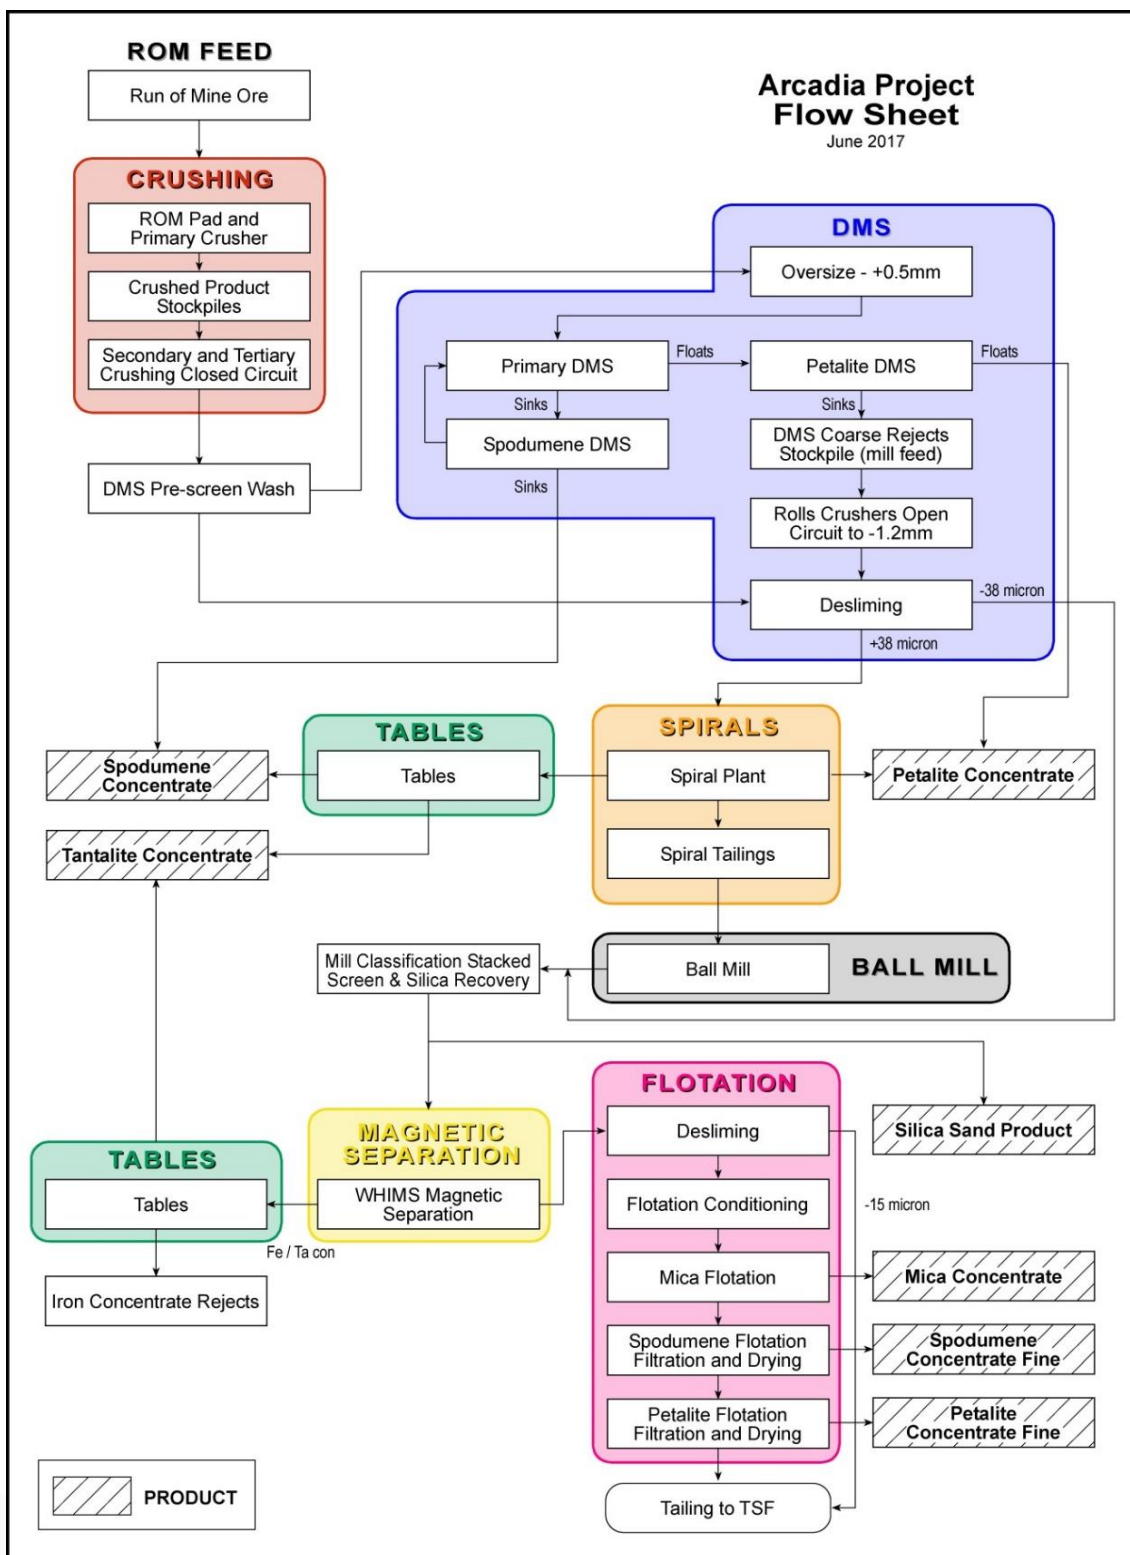 ROM FEED
Run of Mine Ore
Arcadia Project
Flow Sheet
June 2017
CRUSHING
ROM Pad and
Primary Crusher
Crushed Product
Stockpiles
Secondary and Tertiary
Crushing Closed Circuit
DMS Pre-screen Wash
DMS
Oversize - +0.5mm
Primary DMS
Floats
Petalite DMS
Floats
Sinks
Sinks
Spodumene DMS
DMS Coarse Rejects
Stockpile (mill feed)
Sinks
Rolls Crushers Open
Circuit to -1.2mm
Desliming
-38 micron
+38 micron
TABLES
Tables
SPIRALS
Spiral Plant
Spiral Tailings
Spodumene
Concentrate
Petalite Concentrate
Tantalite Concentrate
Mill Classification Stacked
Screen & Silica Recovery
Ball Mill
BALL MILL
FLOTATION
Desliming
Silica Sand Product
MAGNETIC
SEPARATION
WHIMS Magnetic
Separation
TABLES
Tables
Fe / Ta con
Iron Concentrate Rejects
Flotation Conditioning
-15 micron
Mica Flotation
Mica Concentrate
Spodumene Flotation
Filtration and Drying
Spodumene
Concentrate Fine
Petalite Flotation
Filtration and Drying
Petalite
Concentrate Fine
Tailing to TSF
PRODUCT